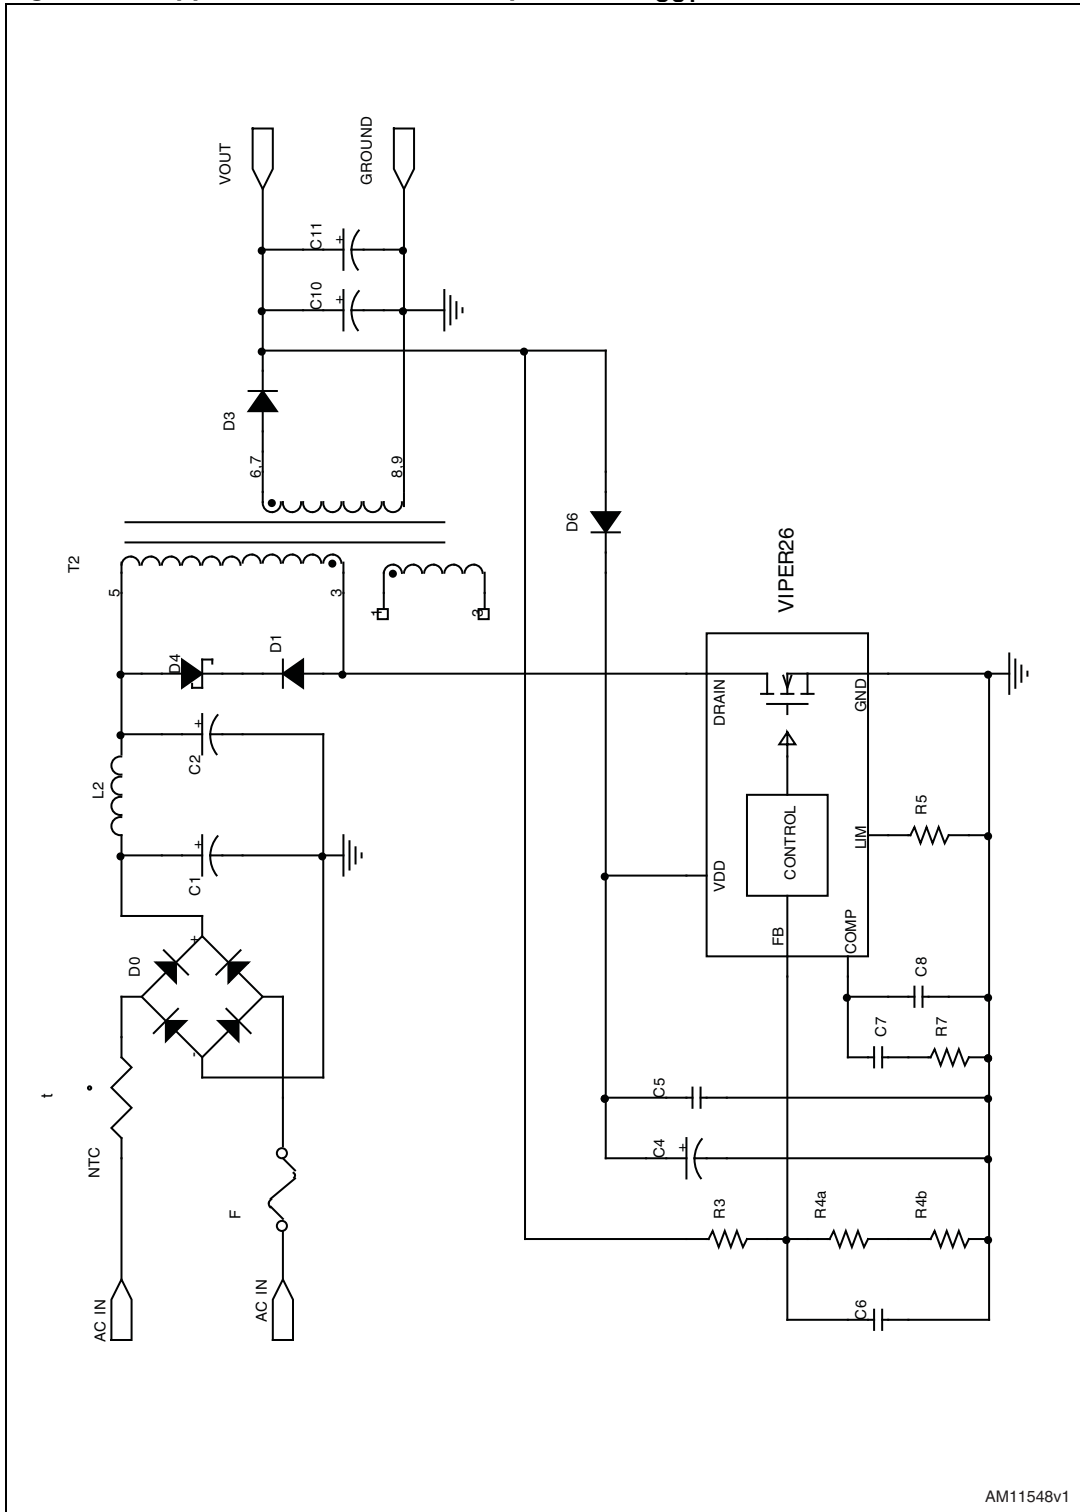 AC IN
AC IN
NTC
t
°
F
D0
+
-
C1
+
L2
C2
+
D4
D1
T2
5
3
1
6,7
8,9
D3
C10
+
C11
+
VOUT
GROUND
D6
VIPER26
DRAIN
GND
CONTROL
VDD
LIM
FB
COMP
R5
C8
C7
R7
C5
C4
+
R3
R4a
R4b
C6
AM11548v1